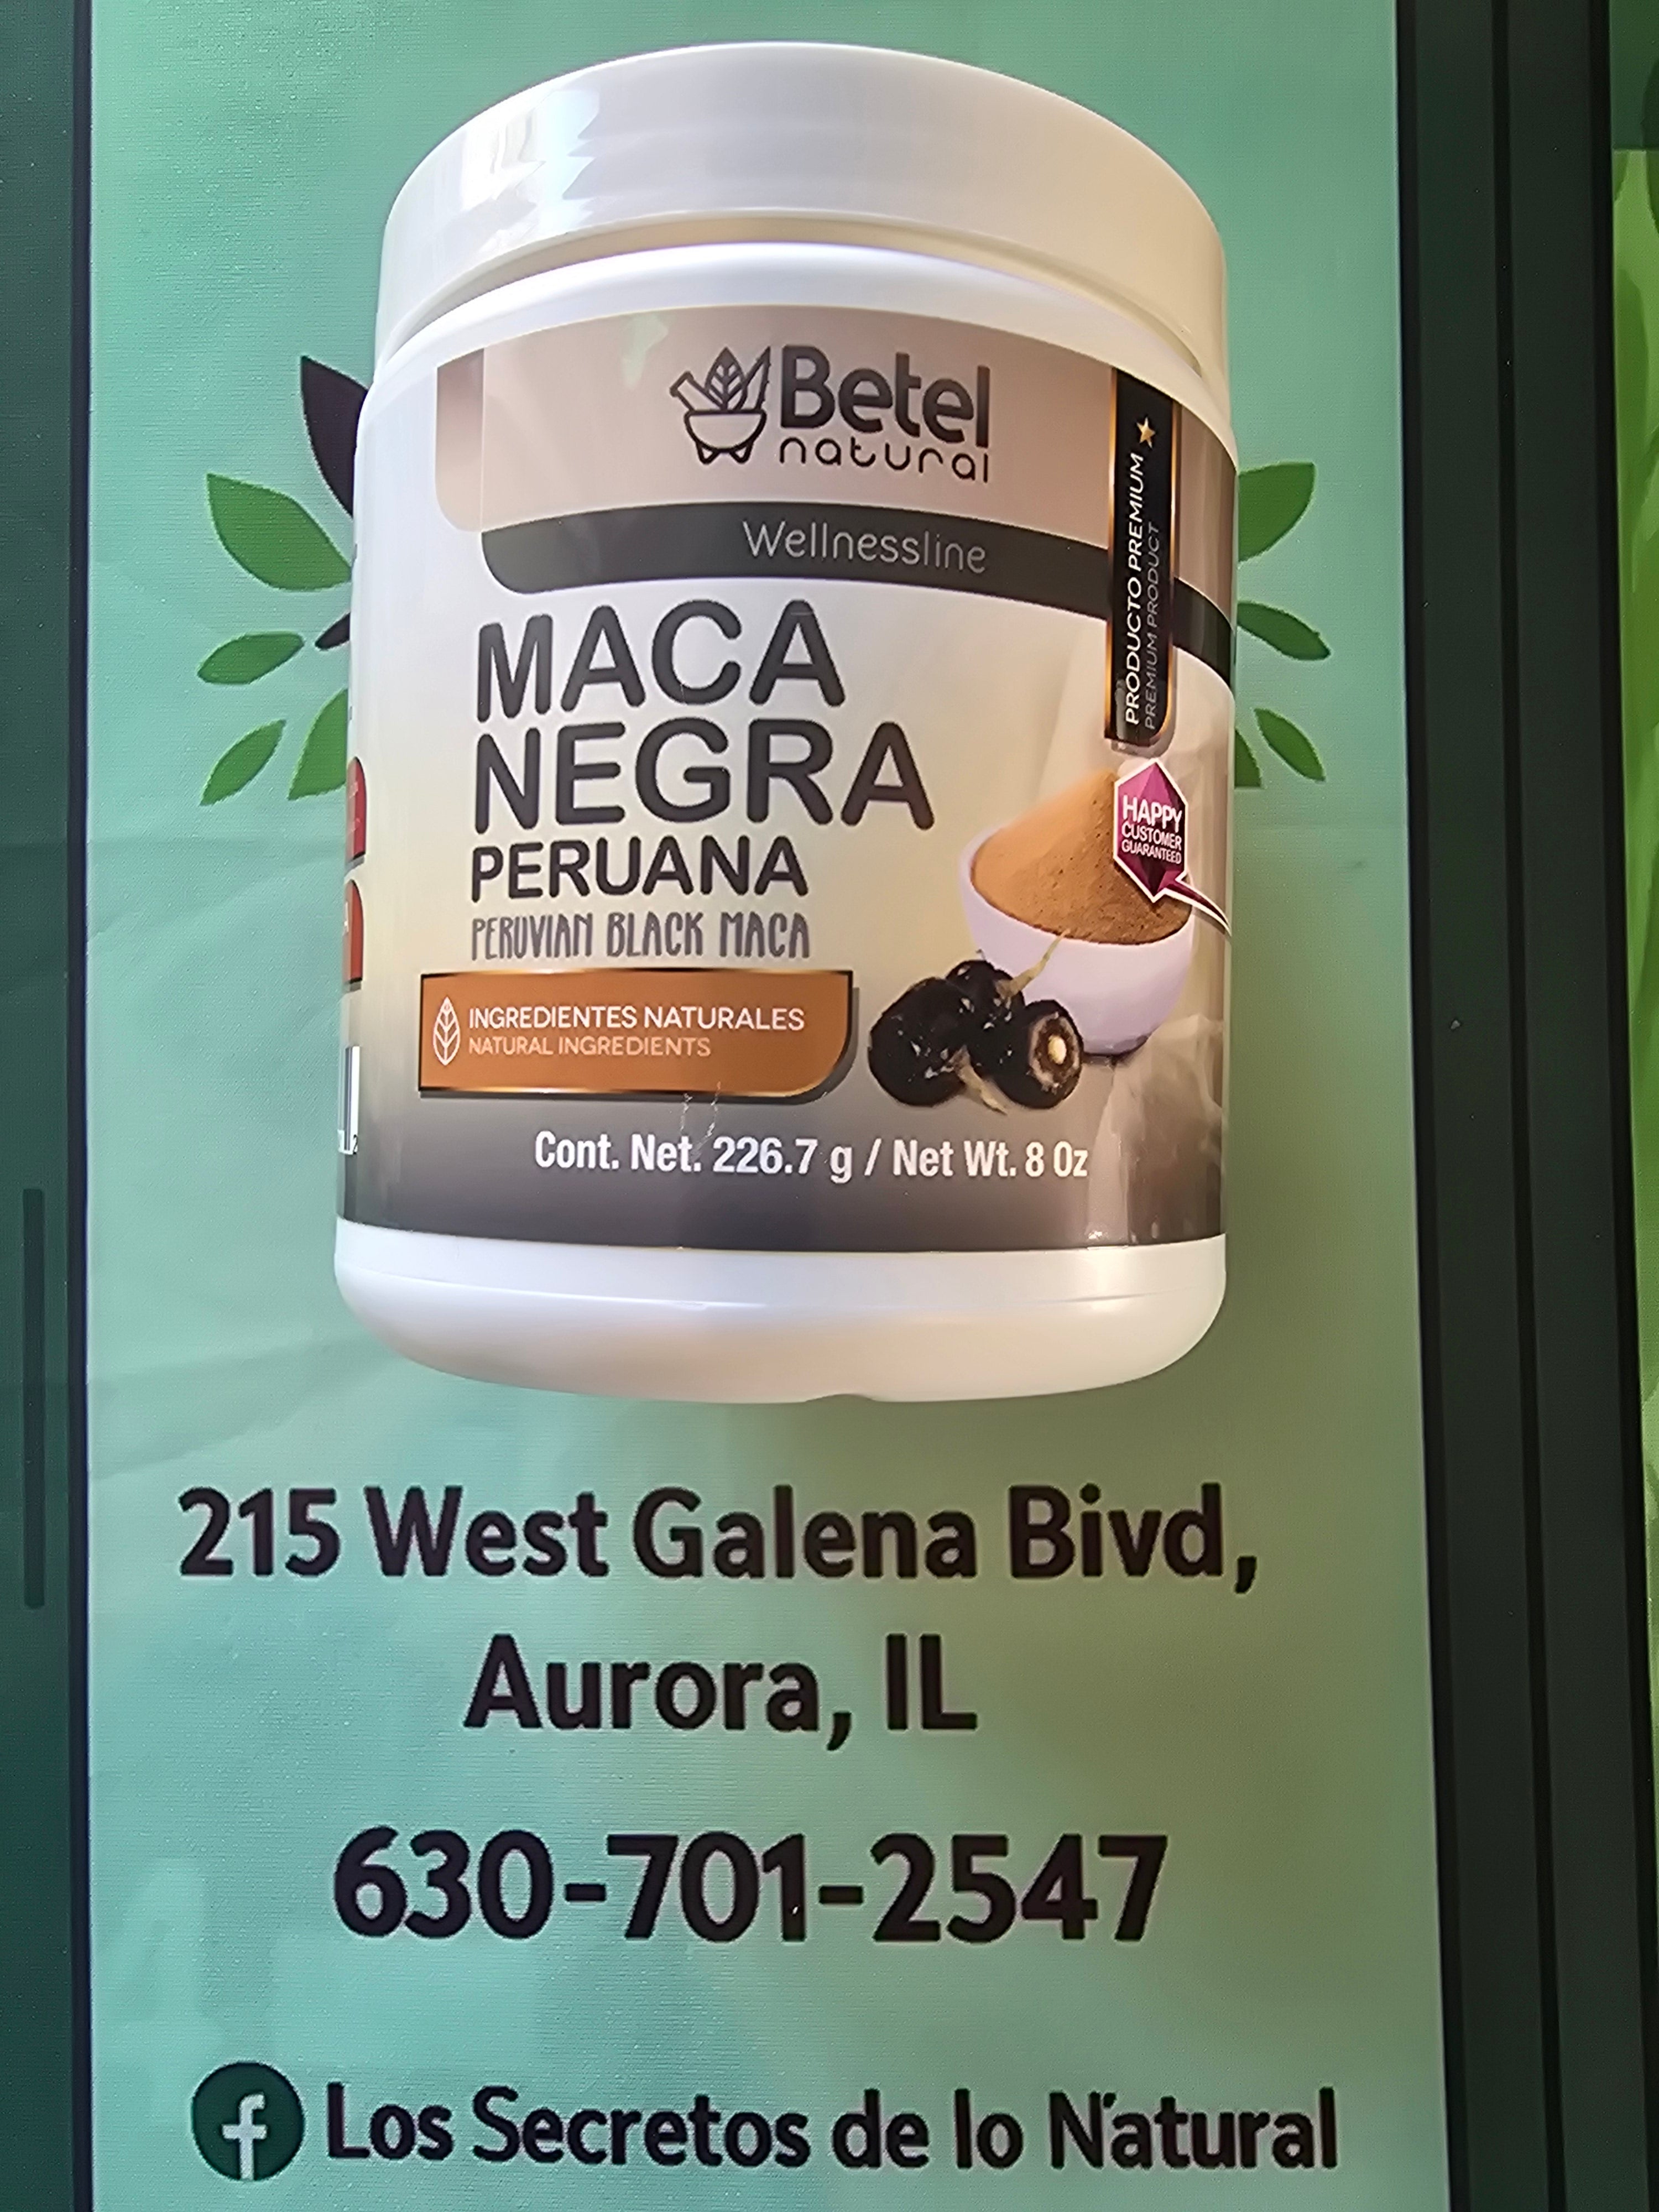 Betel
natural
Wellnessline
PRODUCTO PREMIUM
PREMIUM PRODUCT
MACA
NEGRA
PERUANA
PERUVIAN BLACK MACA
HAPPY
CUSTOMER
GUARANTEED
INGREDIENTES NATURALES
NATURAL INGREDIENTS
Cont. Net. 226.7 g / Net Wt. 8 Oz
215 West Galena Bivd,
Aurora, IL
630-701-2547
f Los Secretos de lo Natural